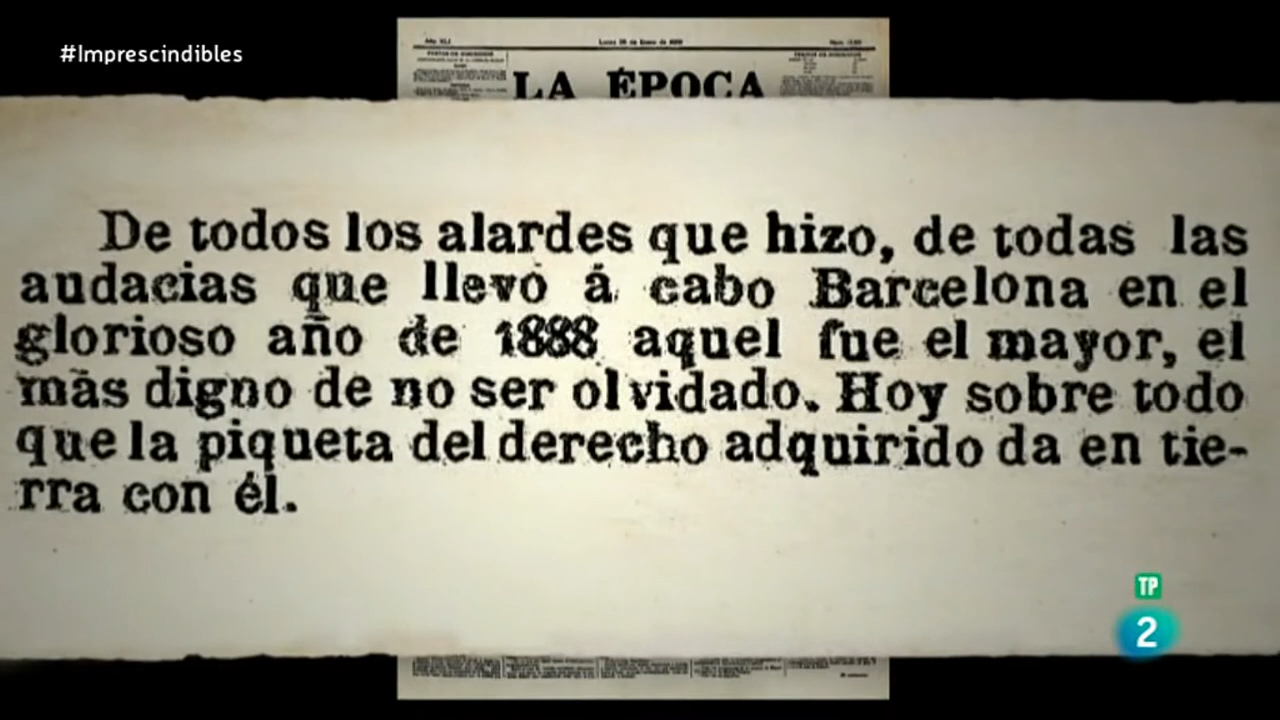 #Imprescindibles
LA ÉPOCA
De todos los alardes que hizo, de todas las
audacias que llevó á cabo Barcelona en el
glorioso año de 1888 aquel fue el mayor, el
más digno de no ser olvidado. Hoy sobre todo
que la piqueta del derecho adquirido da en tie-
rra con él.
TP
2